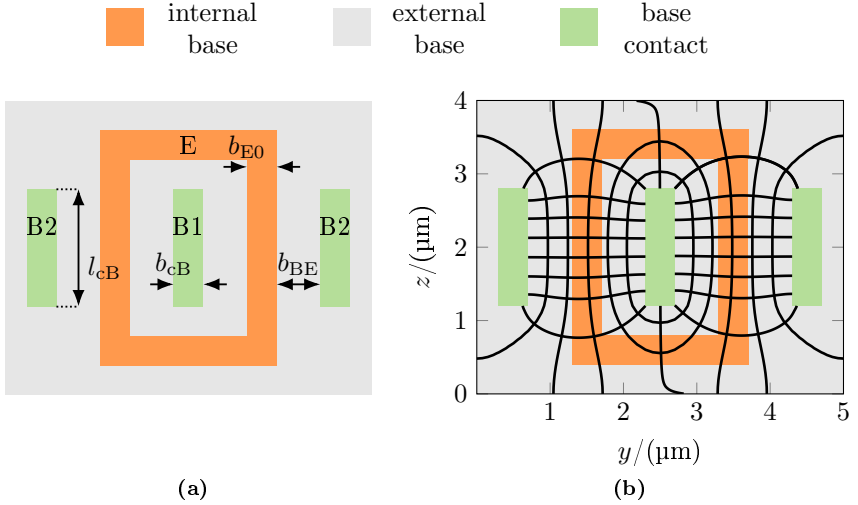 internal
base
external
base
base
contact
E
b_E0
B2
B1
B2
l_cB
b_cB
b_BE
(a)
z/(µm)
4
3
2
1
0
1
2
3
4
5
y/(µm)
(b)